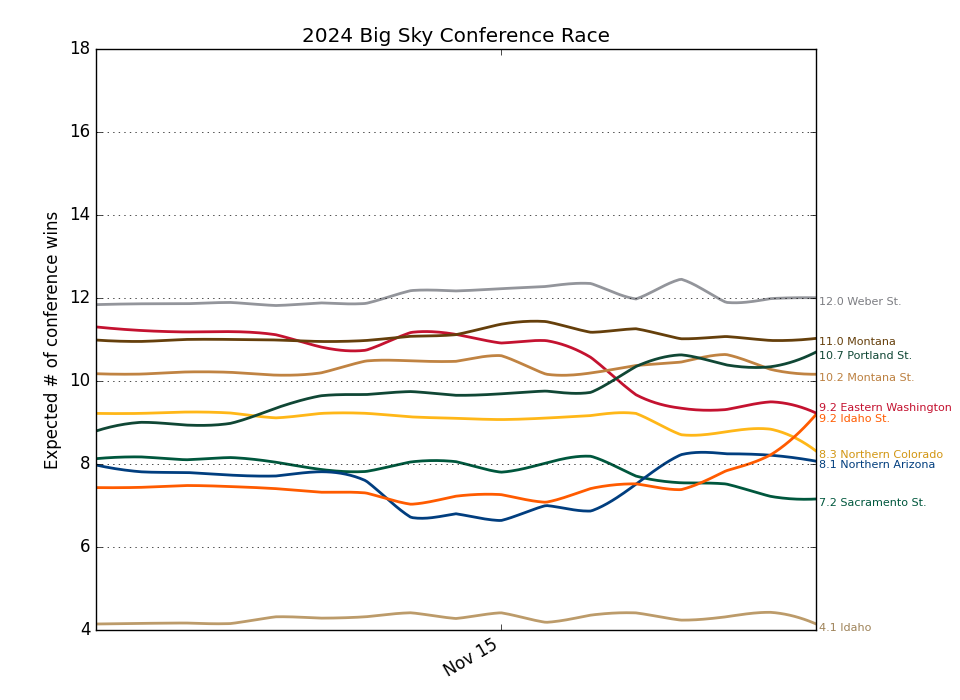 2024 Big Sky Conference Race
Expected # of conference wins
18
16
14
12
10
8
6
4
Nov 15
12.0 Weber St.
11.0 Montana
10.7 Portland St.
10.2 Montana St.
9.2 Eastern Washington
9.2 Idaho St.
8.3 Northern Colorado
8.1 Northern Arizona
7.2 Sacramento St.
4.1 Idaho